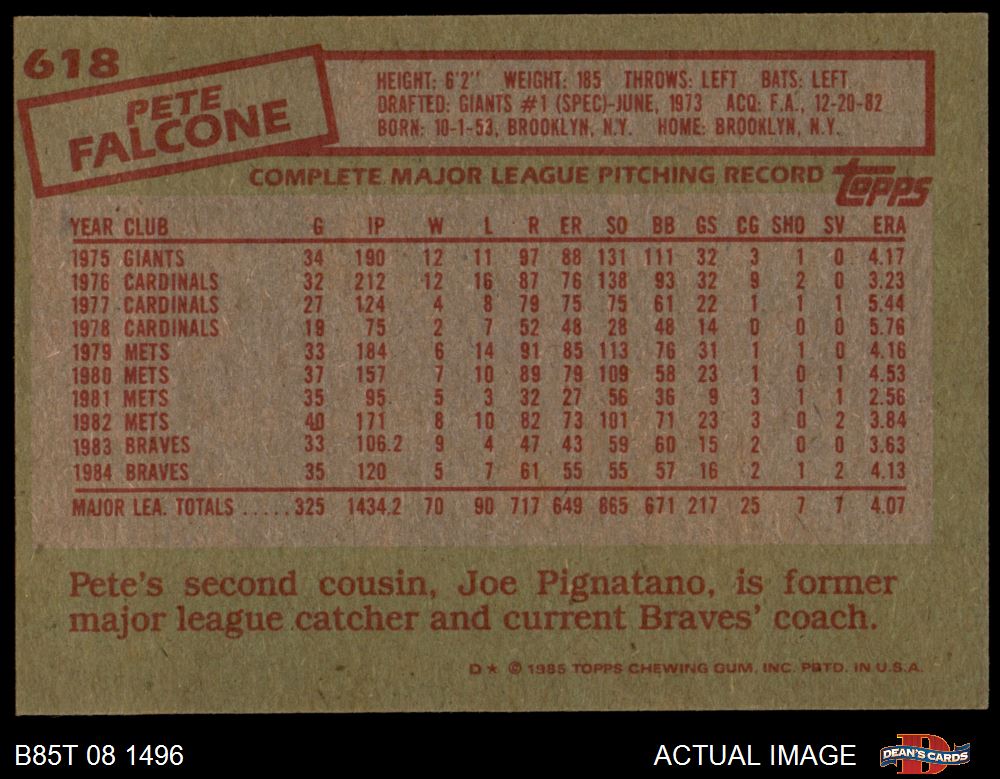 618
PETE
FALCONE
HEIGHT: 6'2" WEIGHT: 185 THROWS: LEFT BATS: LEFT
DRAFTED: GIANTS #1 (SPEC)-JUNE, 1973 ACQ: F.A., 12-20-82
BORN: 10-1-53, BROOKLYN, N.Y. HOME: BROOKLYN, N.Y.
COMPLETE MAJOR LEAGUE PITCHING RECORD topps
YEAR CLUB G IP W L R ER SO BB GS CG SHO SV ERA
1975 GIANTS 34 190 12 11 97 88 131 111 32 3 1 0 4.17
1976 CARDINALS 32 212 12 16 87 76 138 93 32 9 2 0 3.23
1977 CARDINALS 27 124 4 8 79 75 75 61 22 1 1 1 5.44
1978 CARDINALS 19 75 2 7 52 48 28 48 14 0 0 0 5.76
1979 METS 33 184 6 14 91 85 113 76 31 1 1 0 4.16
1980 METS 37 157 7 10 89 79 109 58 23 1 0 1 4.53
1981 METS 35 95 5 3 32 27 56 36 9 3 1 1 2.56
1982 METS 40 171 8 10 82 73 101 71 23 3 0 2 3.84
1983 BRAVES 33 106.2 9 4 47 43 59 60 15 2 0 0 3.63
1984 BRAVES 35 120 5 7 61 55 55 57 16 2 1 2 4.13
MAJOR LEA. TOTALS .....325 1434.2 70 90 717 649 865 671 217 25 7 7 4.07
Pete's second cousin, Joe Pignatano, is former
major league catcher and current Braves' coach.
D★ © 1985 TOPPS CHEWING GUM, INC. PRTD. IN U.S.A.
B85T 08 1496 ACTUAL IMAGE DEAN'S CARDS